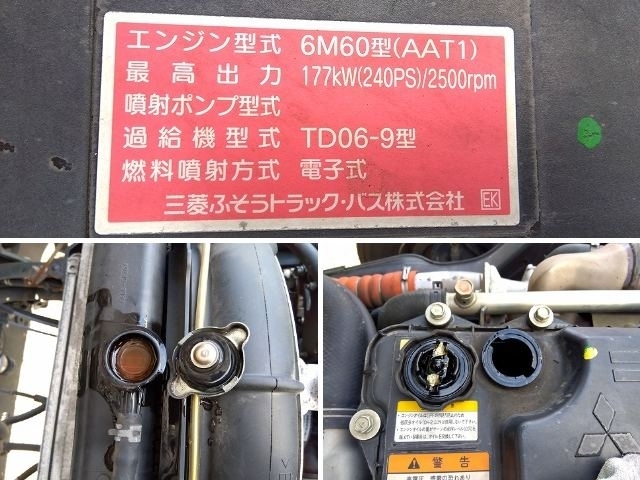 エンジン型式 6M60型(AAT1)
最高出力 177kW(240PS)/2500rpm
噴射ポンプ型式
過給機型式 TD06-9型
燃料噴射方式 電子式
三菱ふそうトラック・バス株式会社 EK
警告